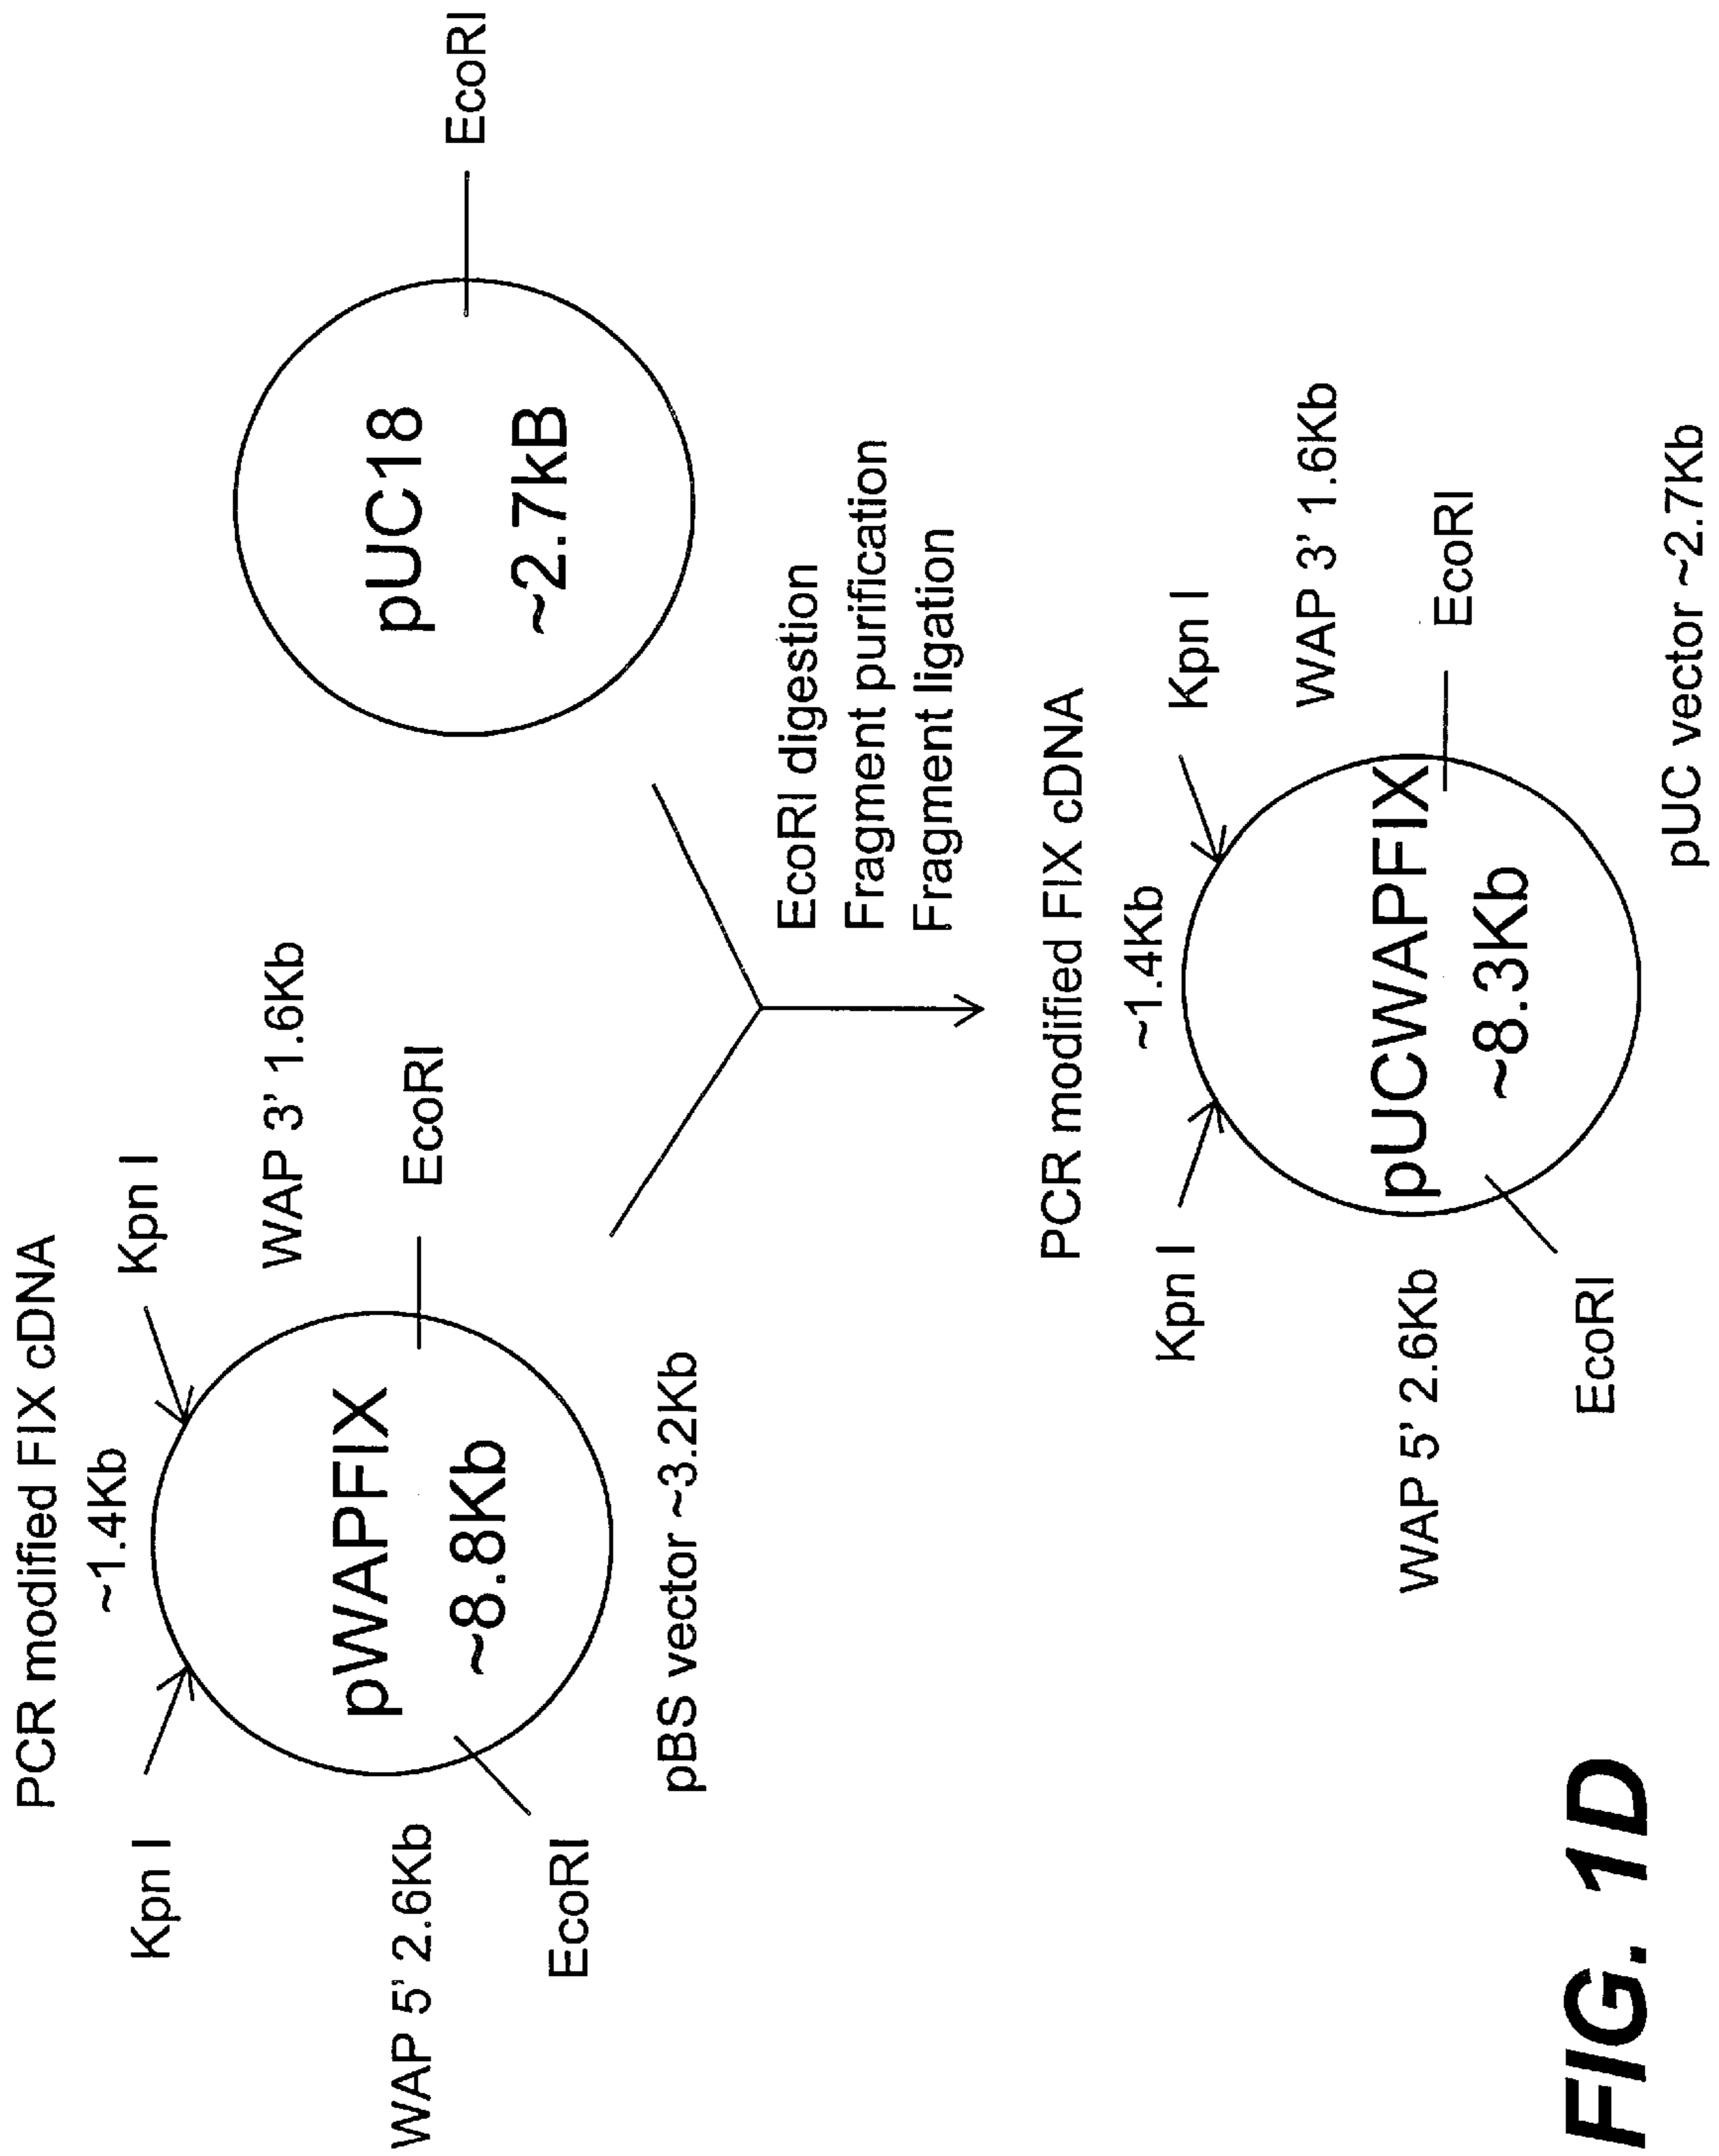 PCR modified FIX cDNA
~1.4Kb
Kpn I
Kpn I
WAP 3' 1.6Kb
WAP 5' 2.6Kb
pWAPFIX
~8.8Kb
EcoRI
EcoRI
pBS vector ~3.2Kb
pUC18
~2.7kB
EcoRI
EcoRI digestion
Fragment purification
Fragment ligation
PCR modified FIX cDNA
~1.4Kb
Kpn I
Kpn I
WAP 3' 1.6Kb
WAP 5' 2.6Kb
pUCWAPFIX
~8.3Kb
EcoRI
EcoRI
pUC vector ~2.7Kb
FIG. 1D